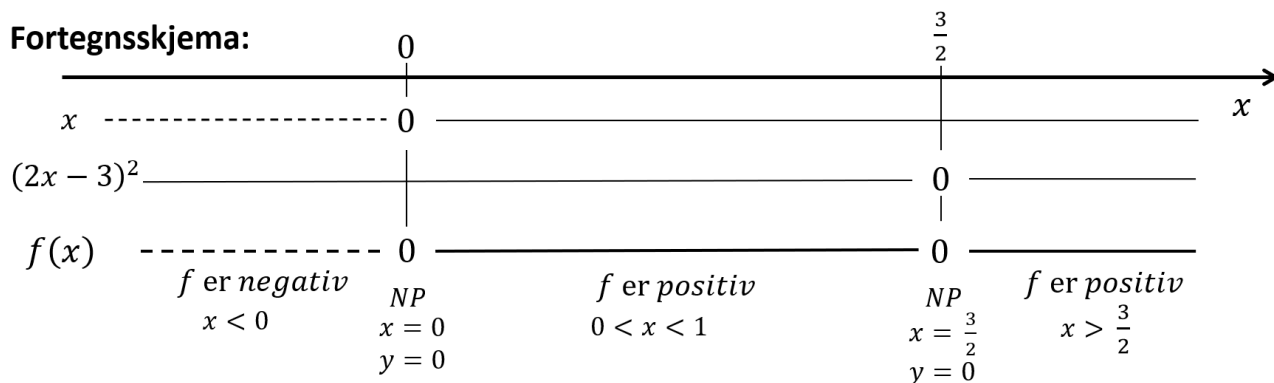 Fortegnsskjema:
0
3/2
x
x
0
(2x − 3)²
0
f(x)
0
0
f er negativ
x < 0
NP
x = 0
y = 0
f er positiv
0 < x < 1
NP
x = 3/2
y = 0
f er positiv
x > 3/2